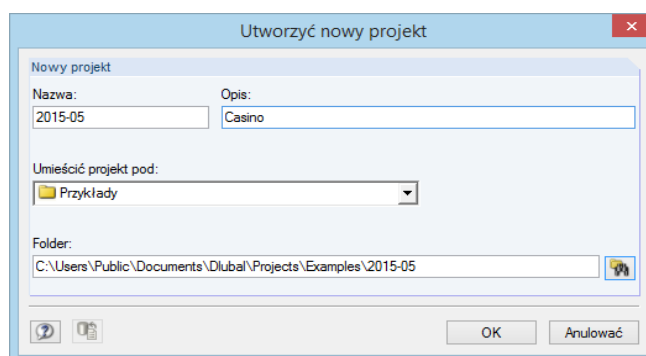 Utworzyć nowy projekt
Nowy projekt
Nazwa: Opis:
2015-05 Casino
Umieścić projekt pod:
Przykłady
Folder:
C:\Users\Public\Documents\Dlubal\Projects\Examples\2015-05
OK Anulować